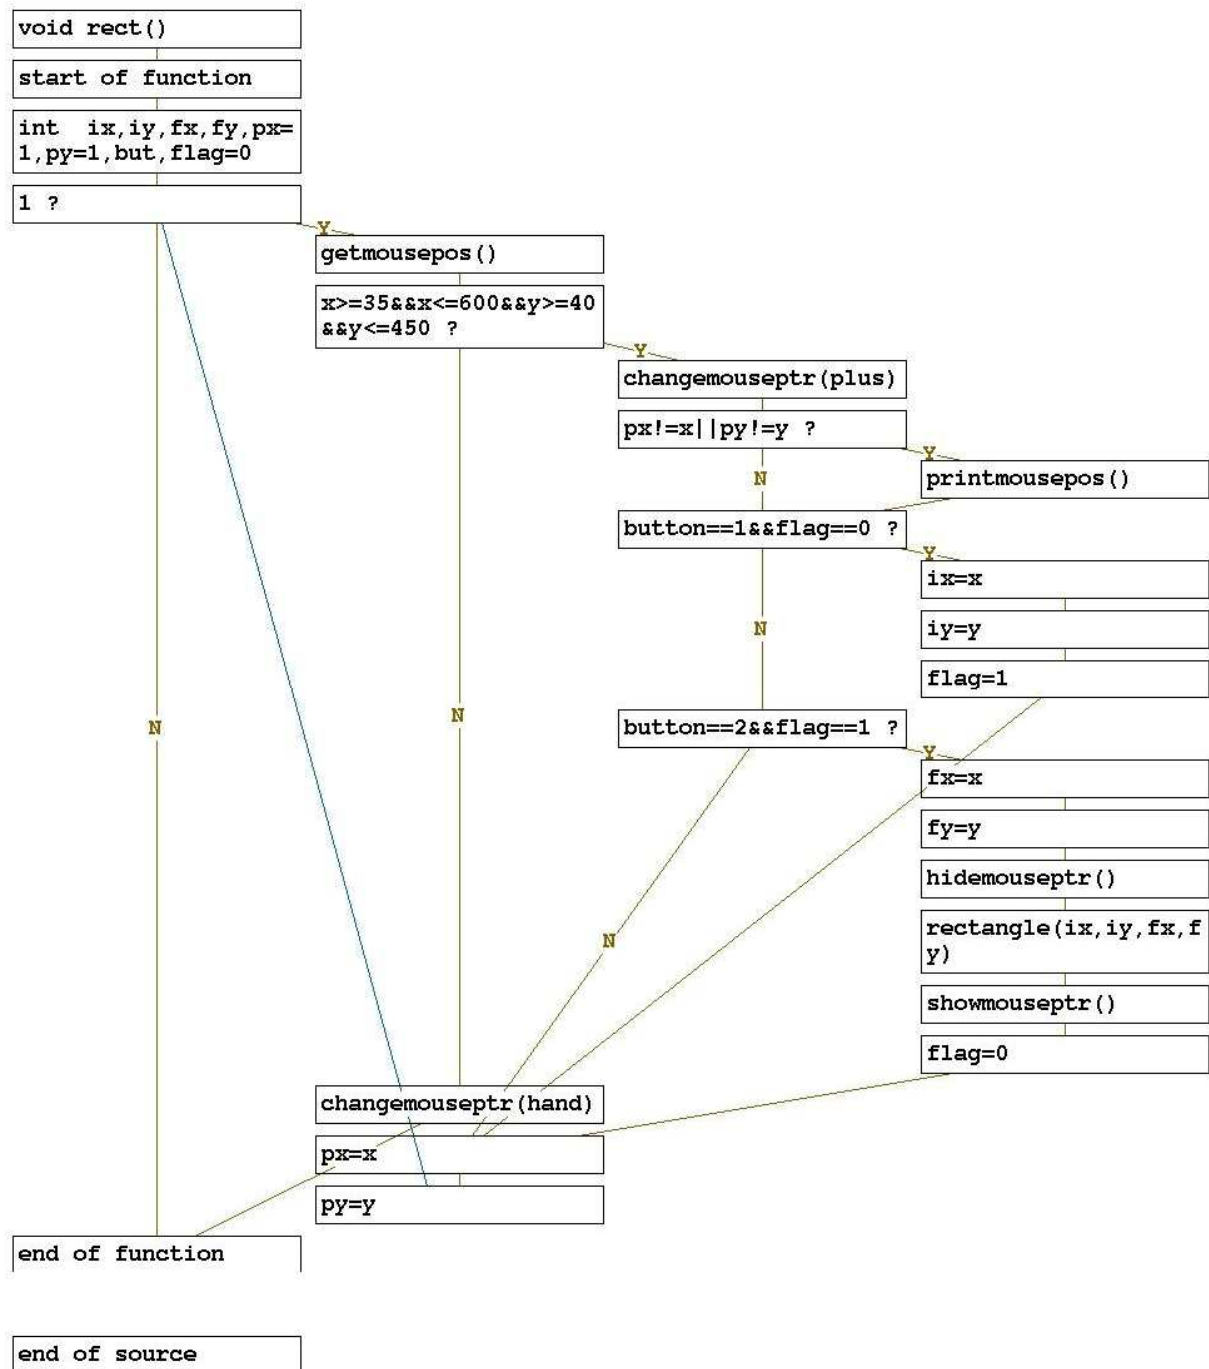 void rect()
start of function
int  ix,iy,fx,fy,px=
1,py=1,but,flag=0
1 ?
Y
getmousepos()
x>=35&&x<=600&&y>=40
&&y<=450 ?
Y
changemouseptr(plus)
px!=x||py!=y ?
Y
N
printmousepos()
button==1&&flag==0 ?
Y
ix=x
iy=y
N
flag=1
N
N
button==2&&flag==1 ?
Y
fx=x
fy=y
hidemouseptr()
rectangle(ix,iy,fx,f
y)
N
showmouseptr()
flag=0
changemouseptr(hand)
px=x
py=y
end of function
end of source